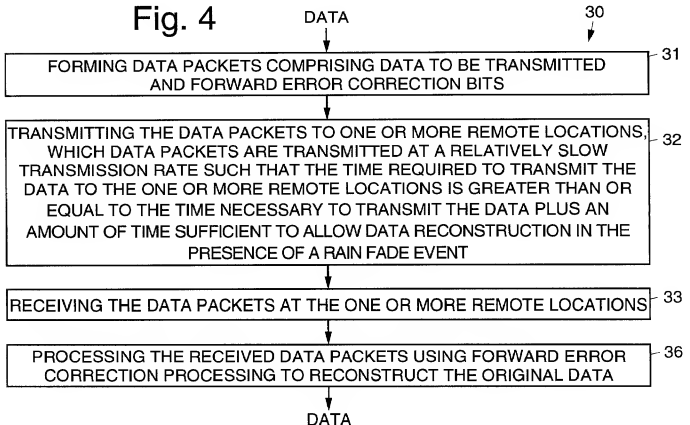 Fig. 4
DATA
30
FORMING DATA PACKETS COMPRISING DATA TO BE TRANSMITTED
AND FORWARD ERROR CORRECTION BITS
31
TRANSMITTING THE DATA PACKETS TO ONE OR MORE REMOTE LOCATIONS,
WHICH DATA PACKETS ARE TRANSMITTED AT A RELATIVELY SLOW
TRANSMISSION RATE SUCH THAT THE TIME REQUIRED TO TRANSMIT THE
DATA TO THE ONE OR MORE REMOTE LOCATIONS IS GREATER THAN OR
EQUAL TO THE TIME NECESSARY TO TRANSMIT THE DATA PLUS AN
AMOUNT OF TIME SUFFICIENT TO ALLOW DATA RECONSTRUCTION IN THE
PRESENCE OF A RAIN FADE EVENT
32
RECEIVING THE DATA PACKETS AT THE ONE OR MORE REMOTE LOCATIONS
33
PROCESSING THE RECEIVED DATA PACKETS USING FORWARD ERROR
CORRECTION PROCESSING TO RECONSTRUCT THE ORIGINAL DATA
36
DATA